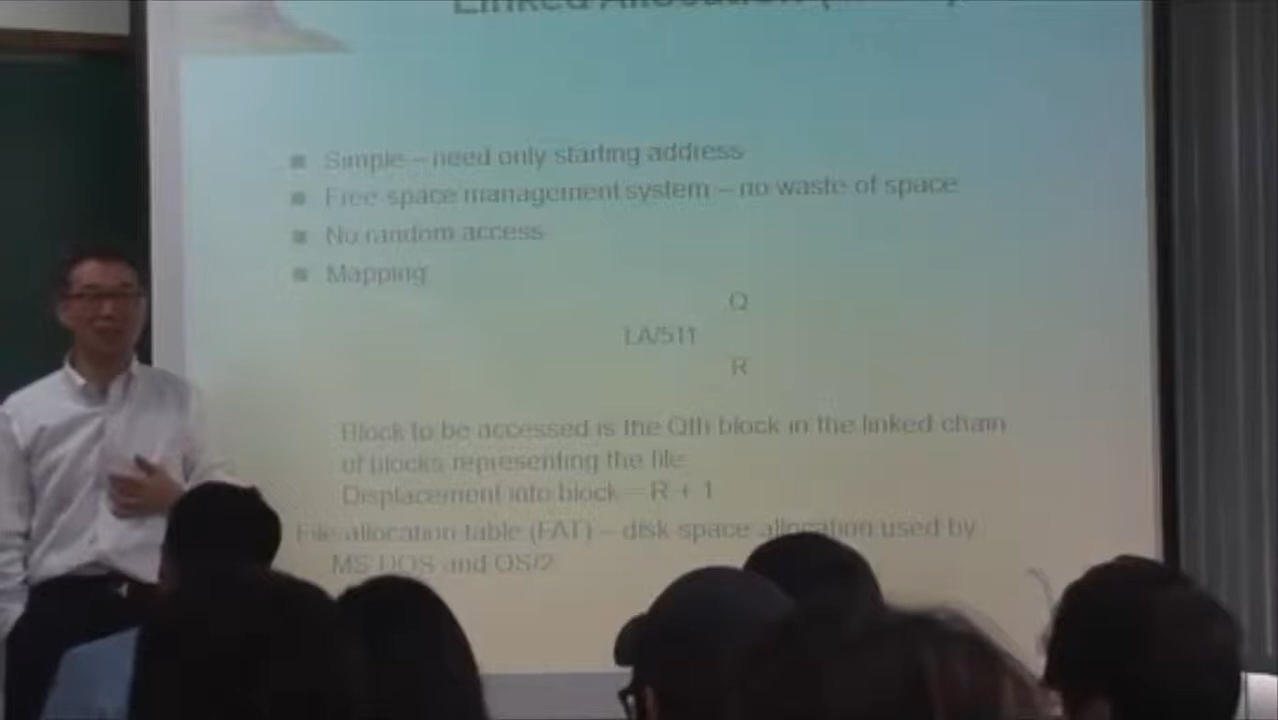 Linked Allocation
Simple – need only starting address
Free-space management system – no waste of space
No random access
Mapping
Q
LA/511
R
Block to be accessed is the Qth block in the linked chain
of blocks representing the file.
Displacement into block = R + 1
File-allocation table (FAT) – disk-space allocation used by
MS-DOS and OS/2.